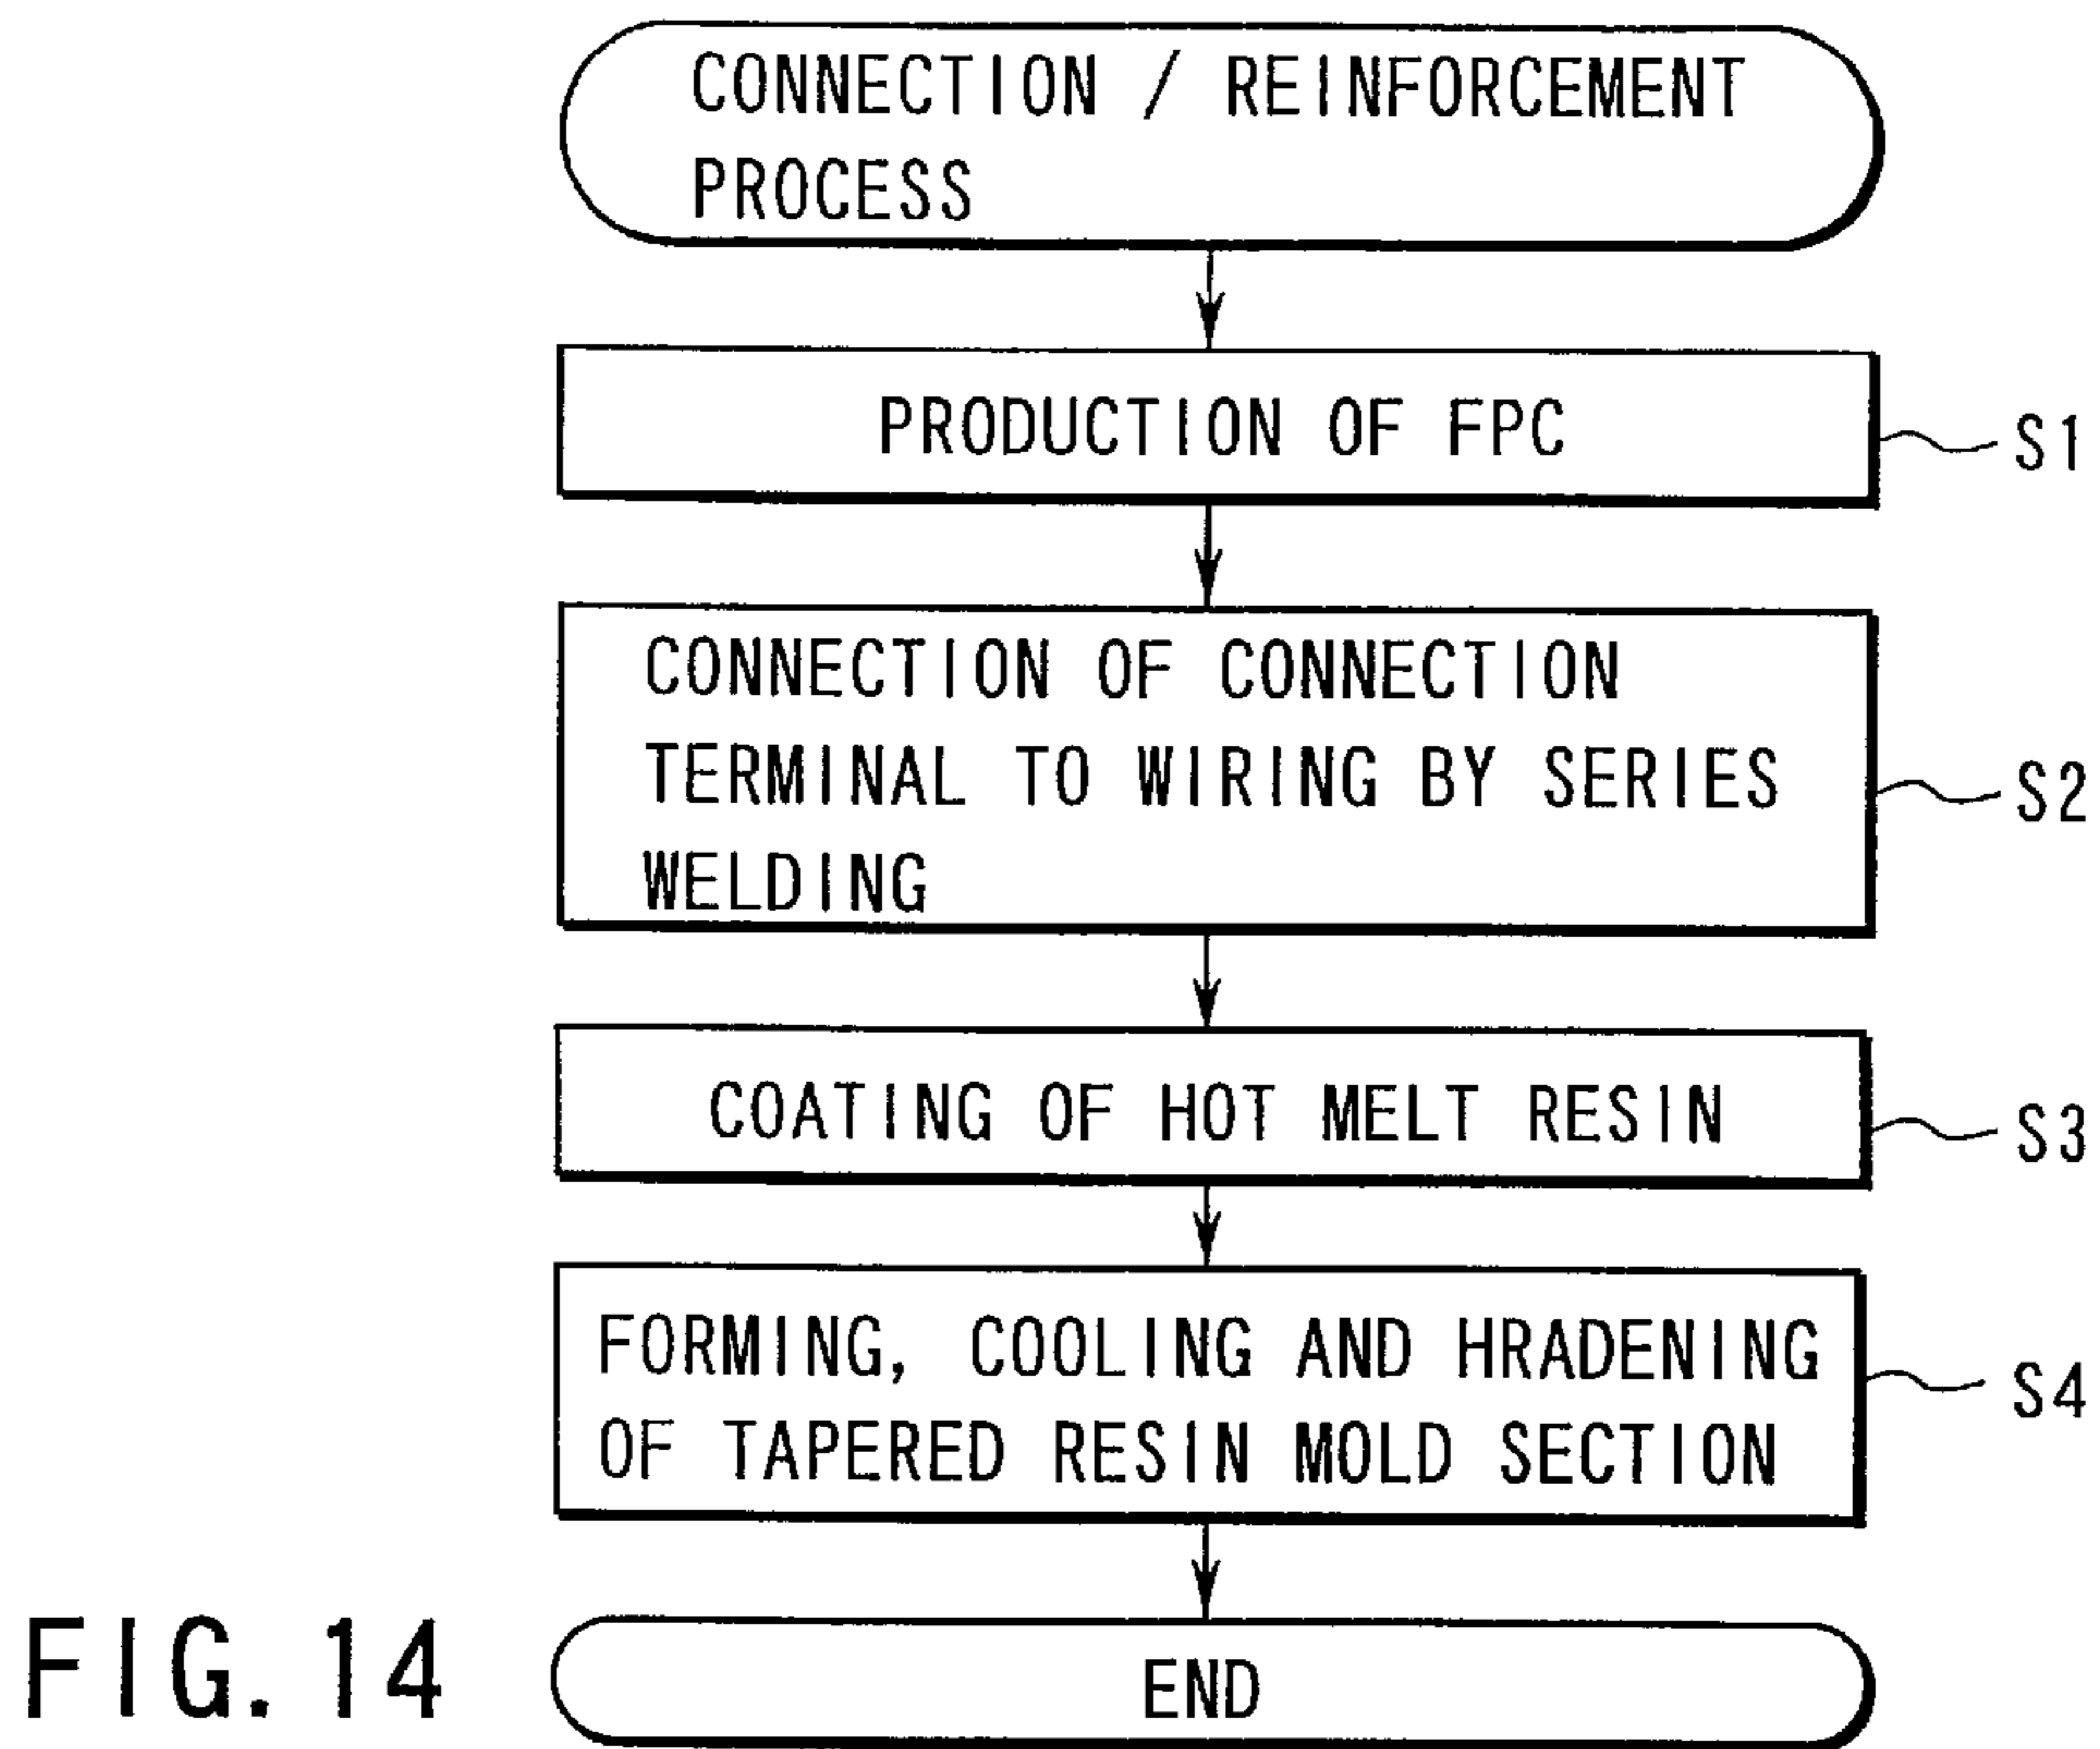 CONNECTION / REINFORCEMENT
PROCESS
PRODUCTION OF FPC
S1
CONNECTION OF CONNECTION
TERMINAL TO WIRING BY SERIES
WELDING
S2
COATING OF HOT MELT RESIN
S3
FORMING, COOLING AND HRADENING
OF TAPERED RESIN MOLD SECTION
S4
END
FIG.14